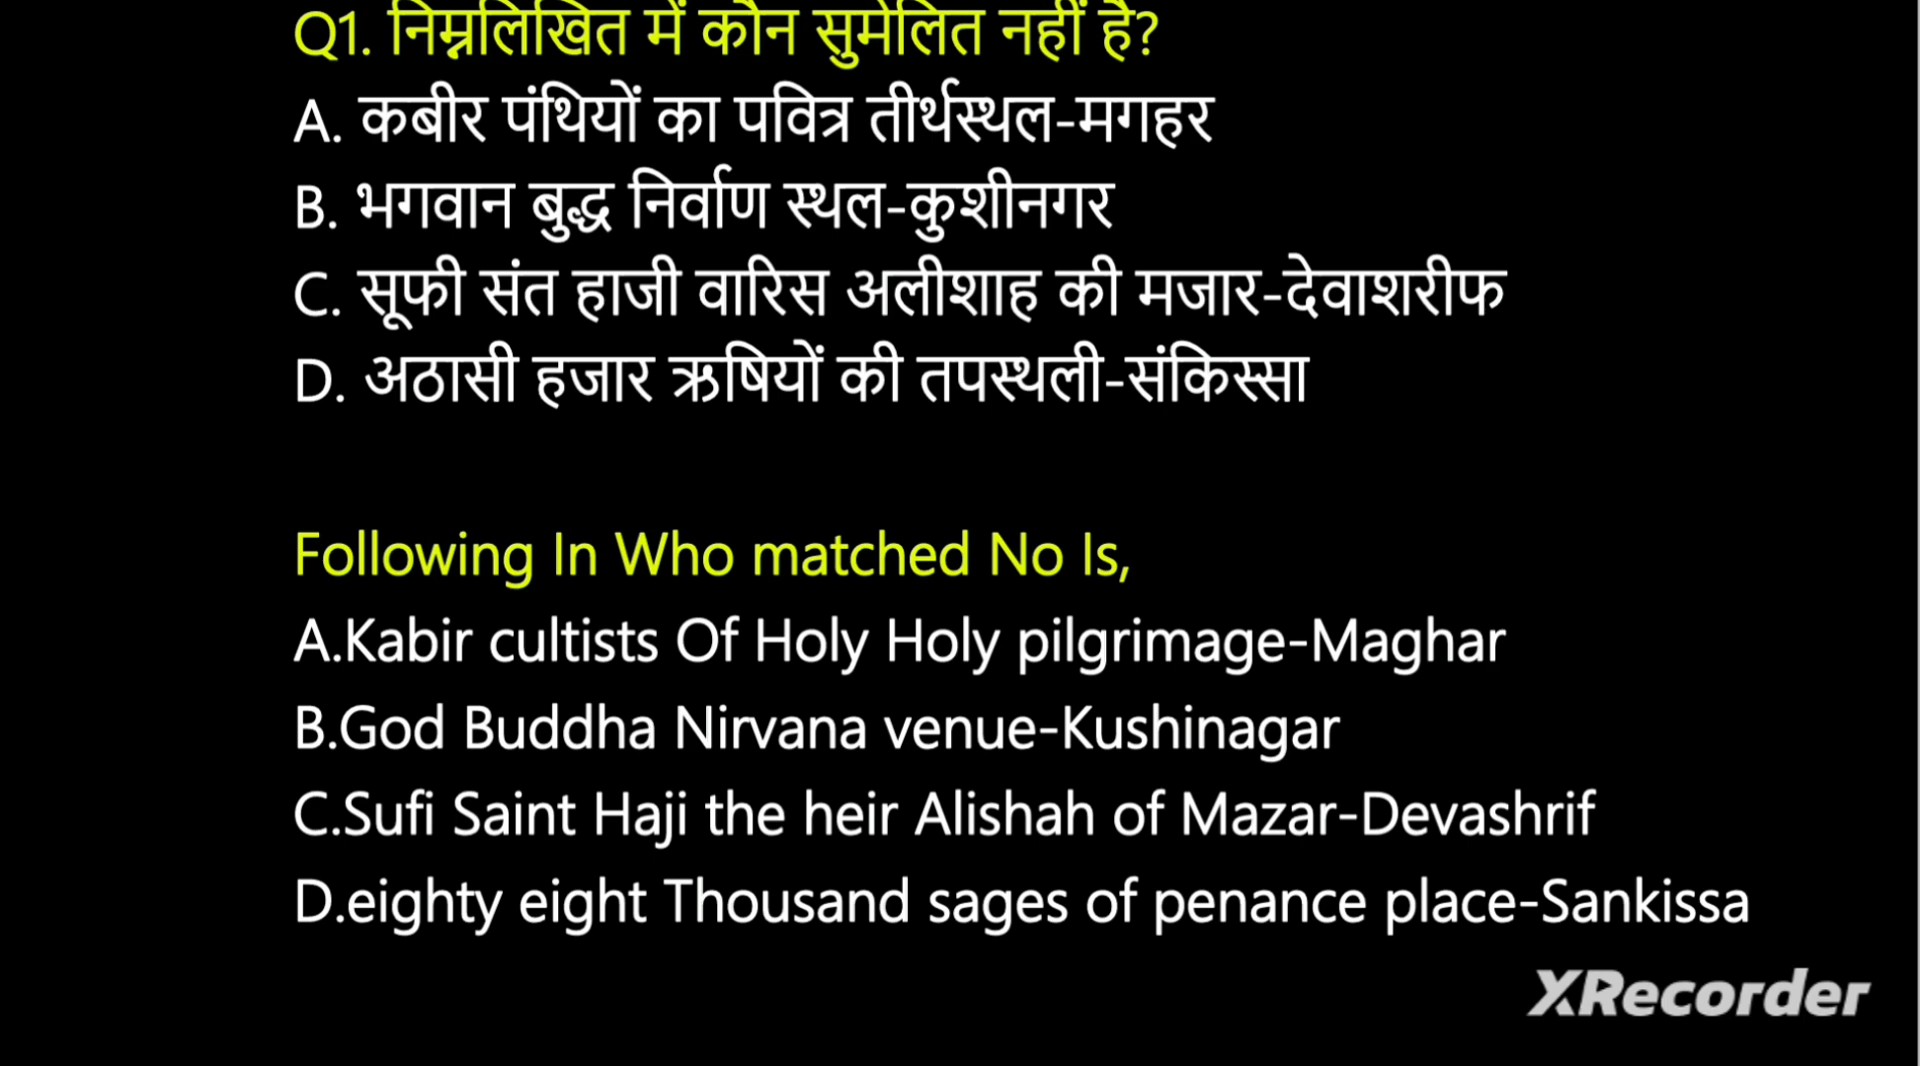 Q1. निम्नलिखित में कौन सुमेलित नहीं है?
A. कबीर पंथियों का पवित्र तीर्थस्थल-मगहर
B. भगवान बुद्ध निर्वाण स्थल-कुशीनगर
C. सूफी संत हाजी वारिस अलीशाह की मजार-देवाशरीफ
D. अठासी हजार ऋषियों की तपस्थली-संकिस्सा
Following In Who matched No Is,
A.Kabir cultists Of Holy Holy pilgrimage-Maghar
B.God Buddha Nirvana venue-Kushinagar
C.Sufi Saint Haji the heir Alishah of Mazar-Devashrif
D.eighty eight Thousand sages of penance place-Sankissa
XRecorder